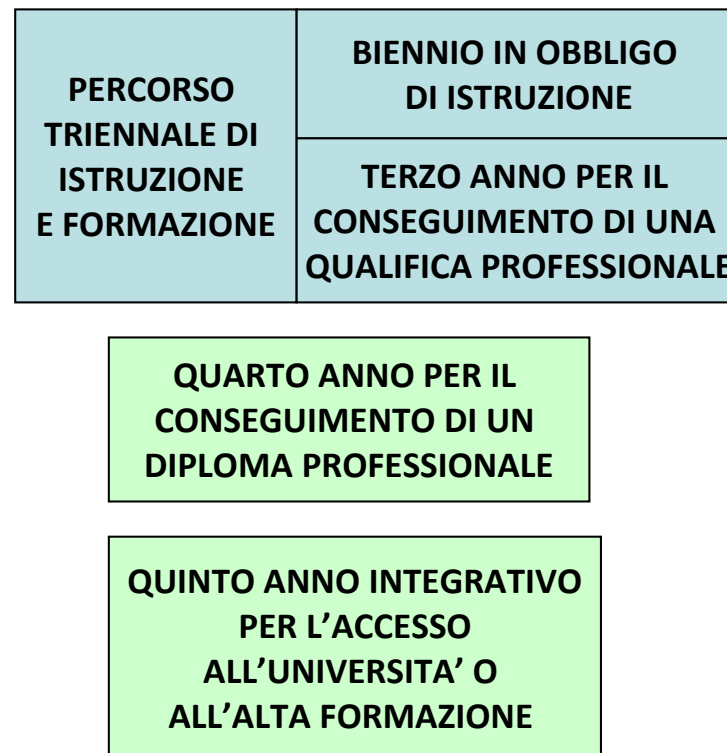 PERCORSO
TRIENNALE DI
ISTRUZIONE
E FORMAZIONE
BIENNIO IN OBBLIGO
DI ISTRUZIONE
TERZO ANNO PER IL
CONSEGUIMENTO DI UNA
QUALIFICA PROFESSIONALE
QUARTO ANNO PER IL
CONSEGUIMENTO DI UN
DIPLOMA PROFESSIONALE
QUINTO ANNO INTEGRATIVO
PER L’ACCESSO
ALL’UNIVERSITA’ O
ALL’ALTA FORMAZIONE